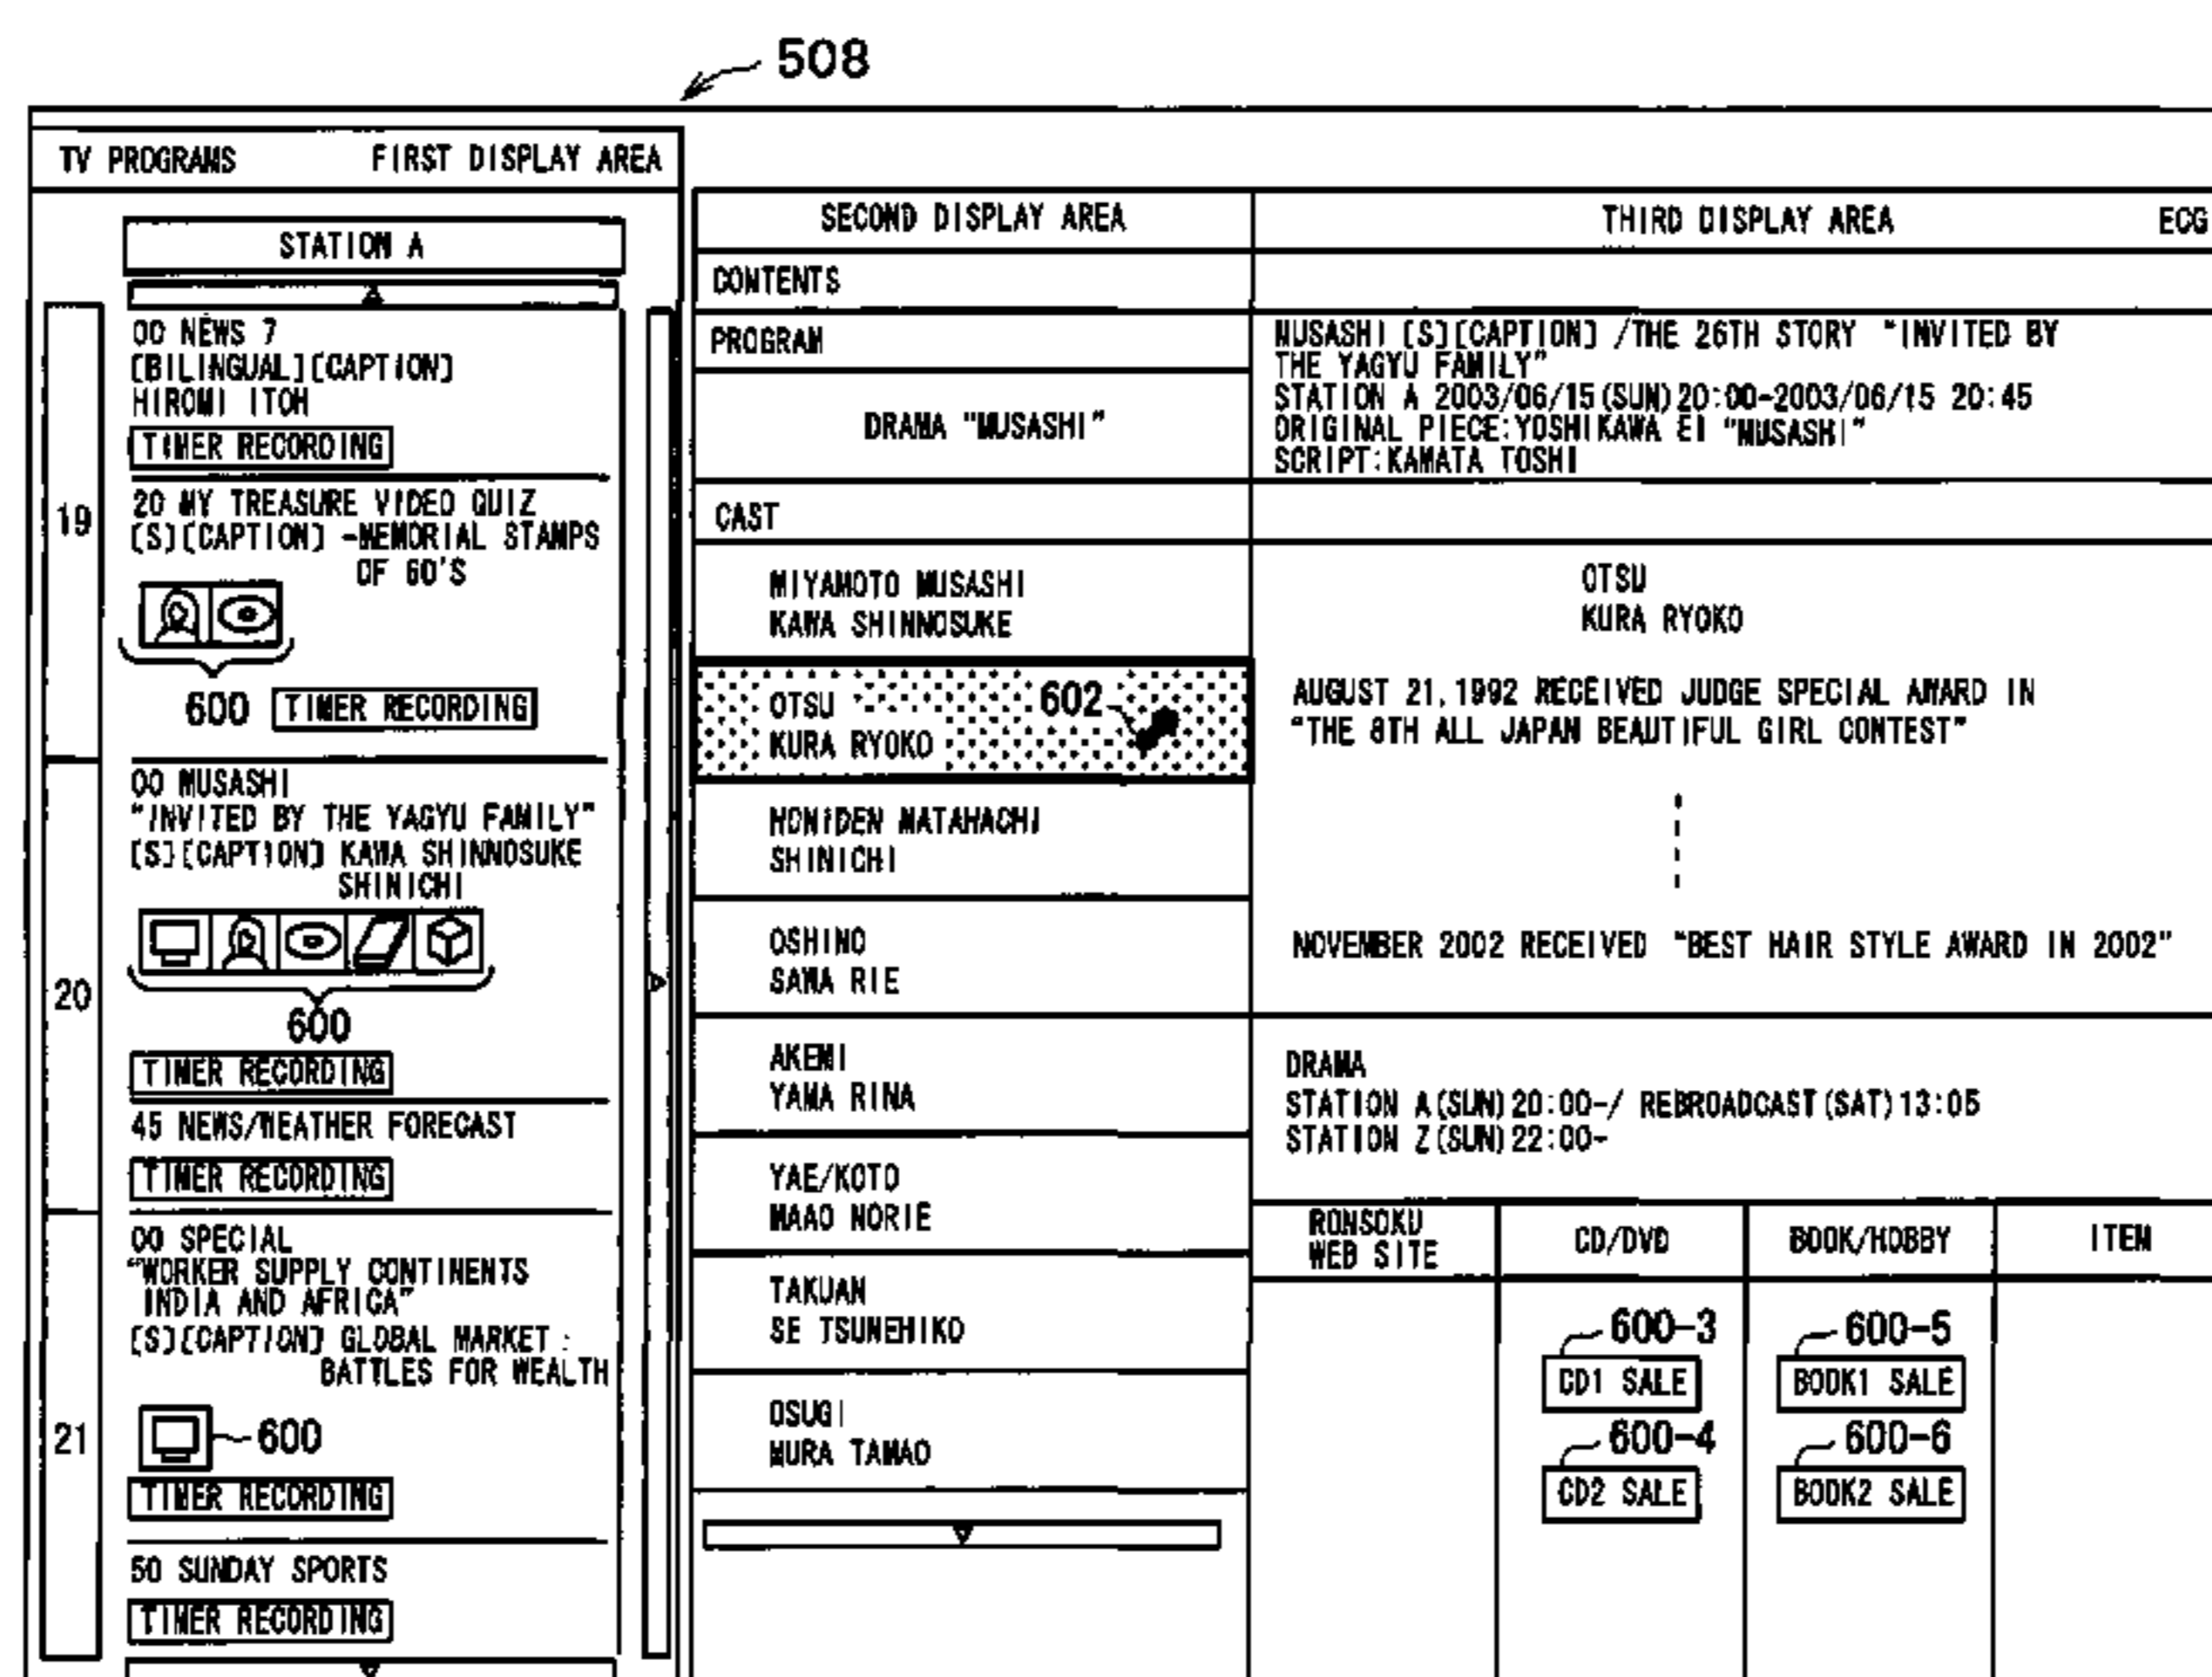 508
TV PROGRAMS FIRST DISPLAY AREA
STATION A
19
00 NEWS 7
[BILINGUAL][CAPTION]
HIROMI ITOH
TIMER RECORDING
20 MY TREASURE VIDEO QUIZ
[S][CAPTION] -MEMORIAL STAMPS
OF 60'S
600 TIMER RECORDING
20
00 MUSASHI
"INVITED BY THE YAGYU FAMILY"
[S][CAPTION] KAWA SHINNOSUKE
SHINICHI
600
TIMER RECORDING
45 NEWS/WEATHER FORECAST
TIMER RECORDING
21
00 SPECIAL
"WORKER SUPPLY CONTINENTS
INDIA AND AFRICA"
[S][CAPTION] GLOBAL MARKET :
BATTLES FOR WEALTH
600
TIMER RECORDING
50 SUNDAY SPORTS
TIMER RECORDING
SECOND DISPLAY AREA
CONTENTS
PROGRAM
DRAMA "MUSASHI"
CAST
MIYAMOTO MUSASHI
KAWA SHINNOSUKE
OTSU 602
KURA RYOKO
HONIDEN MATAHACHI
SHINICHI
OSHINO
SAWA RIE
AKEMI
YAMA RINA
YAE/KOTO
MAAO NORIE
TAKUAN
SE TSUNEHIKO
OSUGI
MURA TAMAO
THIRD DISPLAY AREA ECG
MUSASHI [S][CAPTION] /THE 26TH STORY "INVITED BY
THE YAGYU FAMILY"
STATION A 2003/06/15(SUN)20:00-2003/06/15 20:45
ORIGINAL PIECE:YOSHIKAWA EI "MUSASHI"
SCRIPT:KAMATA TOSHI
OTSU
KURA RYOKO
AUGUST 21,1992 RECEIVED JUDGE SPECIAL AWARD IN
"THE 8TH ALL JAPAN BEAUTIFUL GIRL CONTEST"
NOVEMBER 2002 RECEIVED "BEST HAIR STYLE AWARD IN 2002"
DRAMA
STATION A(SUN)20:00-/ REBROADCAST(SAT)13:05
STATION Z(SUN)22:00-
RONSOKU
WEB SITE
CD/DVD
BOOK/HOBBY
ITEM
600-3
CD1 SALE
600-4
CD2 SALE
600-5
BOOK1 SALE
600-6
BOOK2 SALE